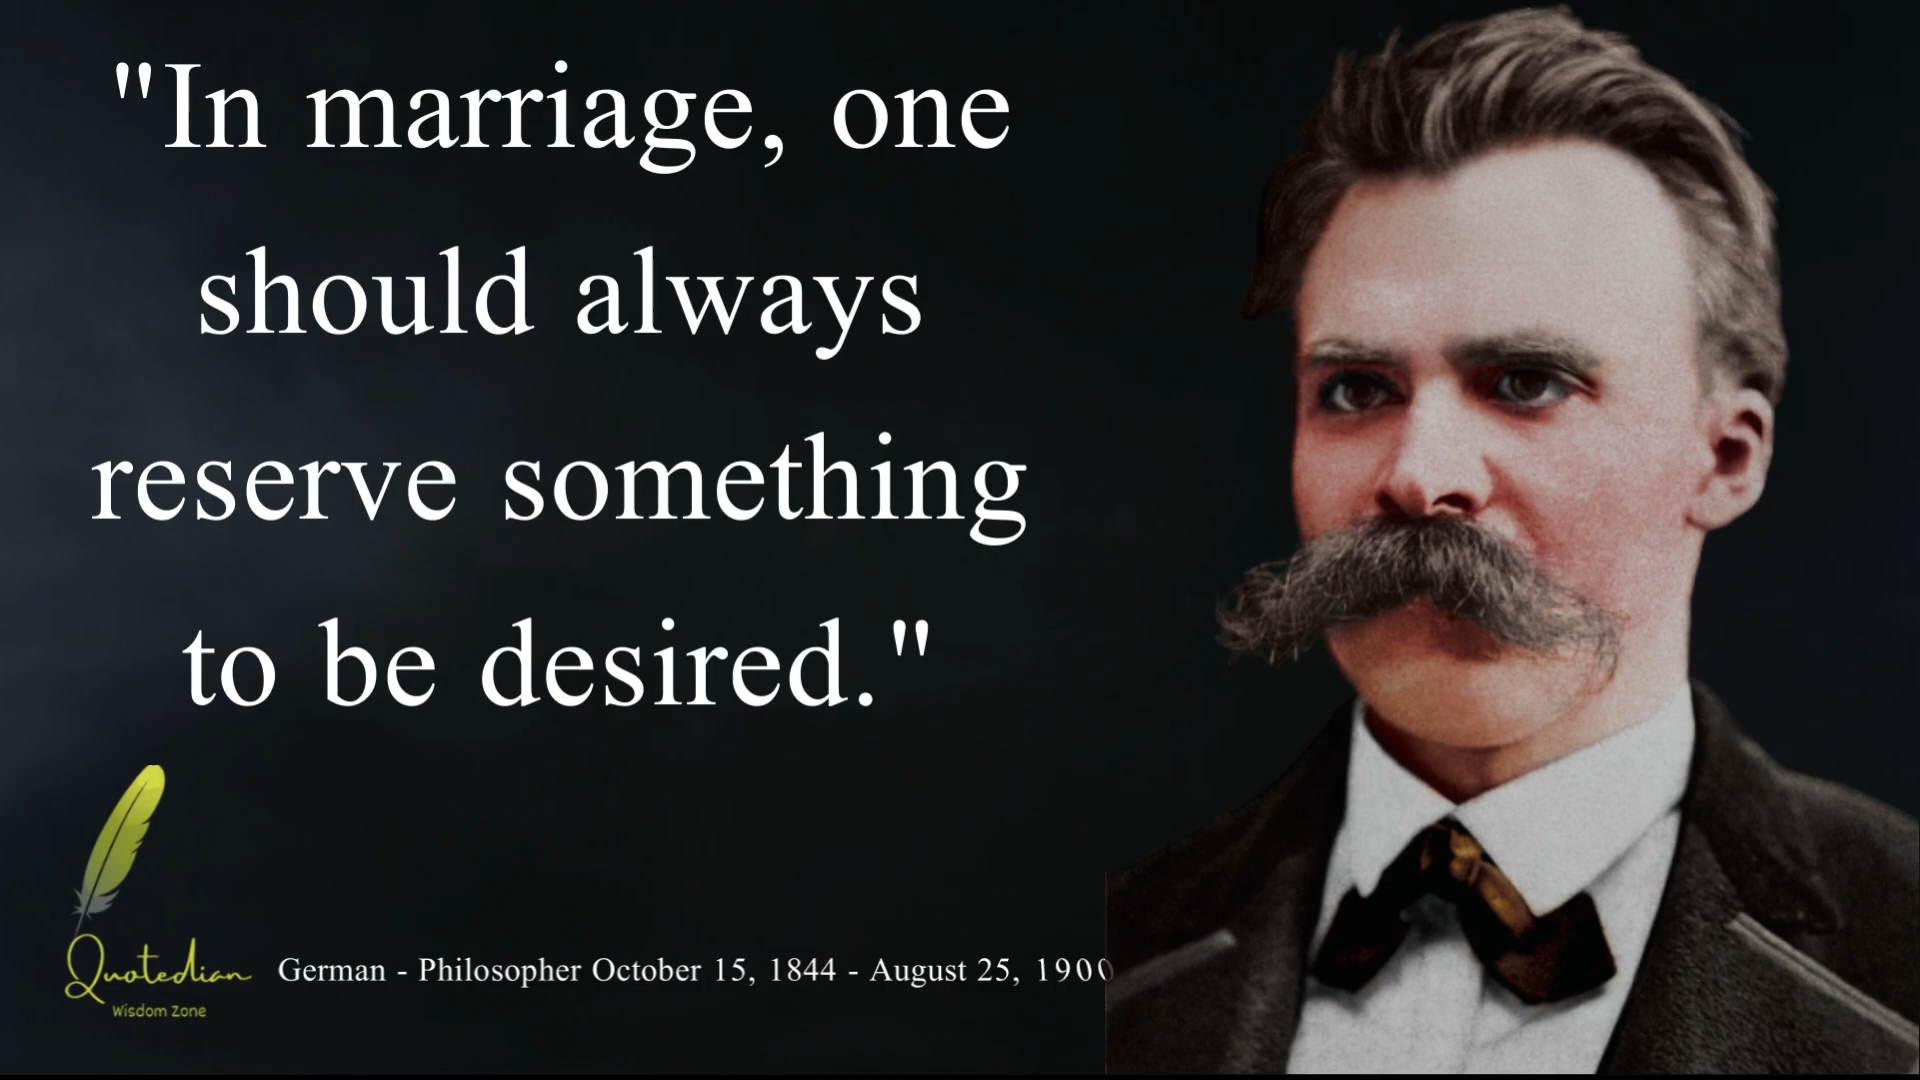 "In marriage, one
should always
reserve something
to be desired."
Quotedian
Wisdom Zone
German - Philosopher October 15, 1844 - August 25, 1900